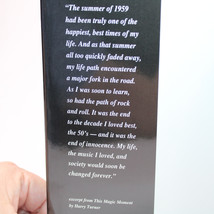 "The summer of 1959
had been truly one of the
happiest, best times of my
life. And as that summer
all too quickly faded away,
my life path encountered
a major fork in the road.
As I was soon to learn,
so had the path of rock
and roll. It was the end
to the decade I loved best,
the 50's — and it was the
end of innocence. My life,
the music I loved, and
society would soon be
changed forever."
excerpt from This Magic Moment
by Harry Turner